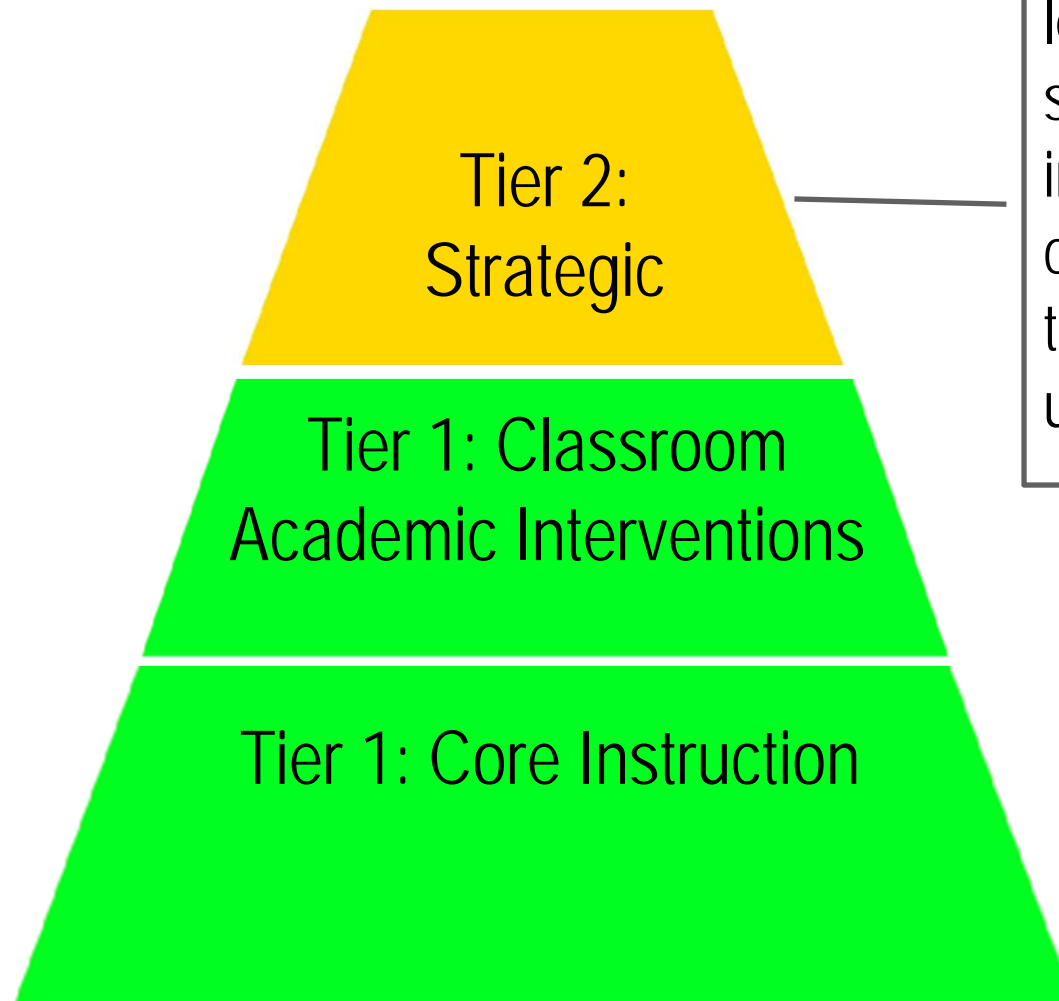 Tier 2:
Strategic
Tier 1: Classroom
Academic Interventions
Tier 1: Core Instruction